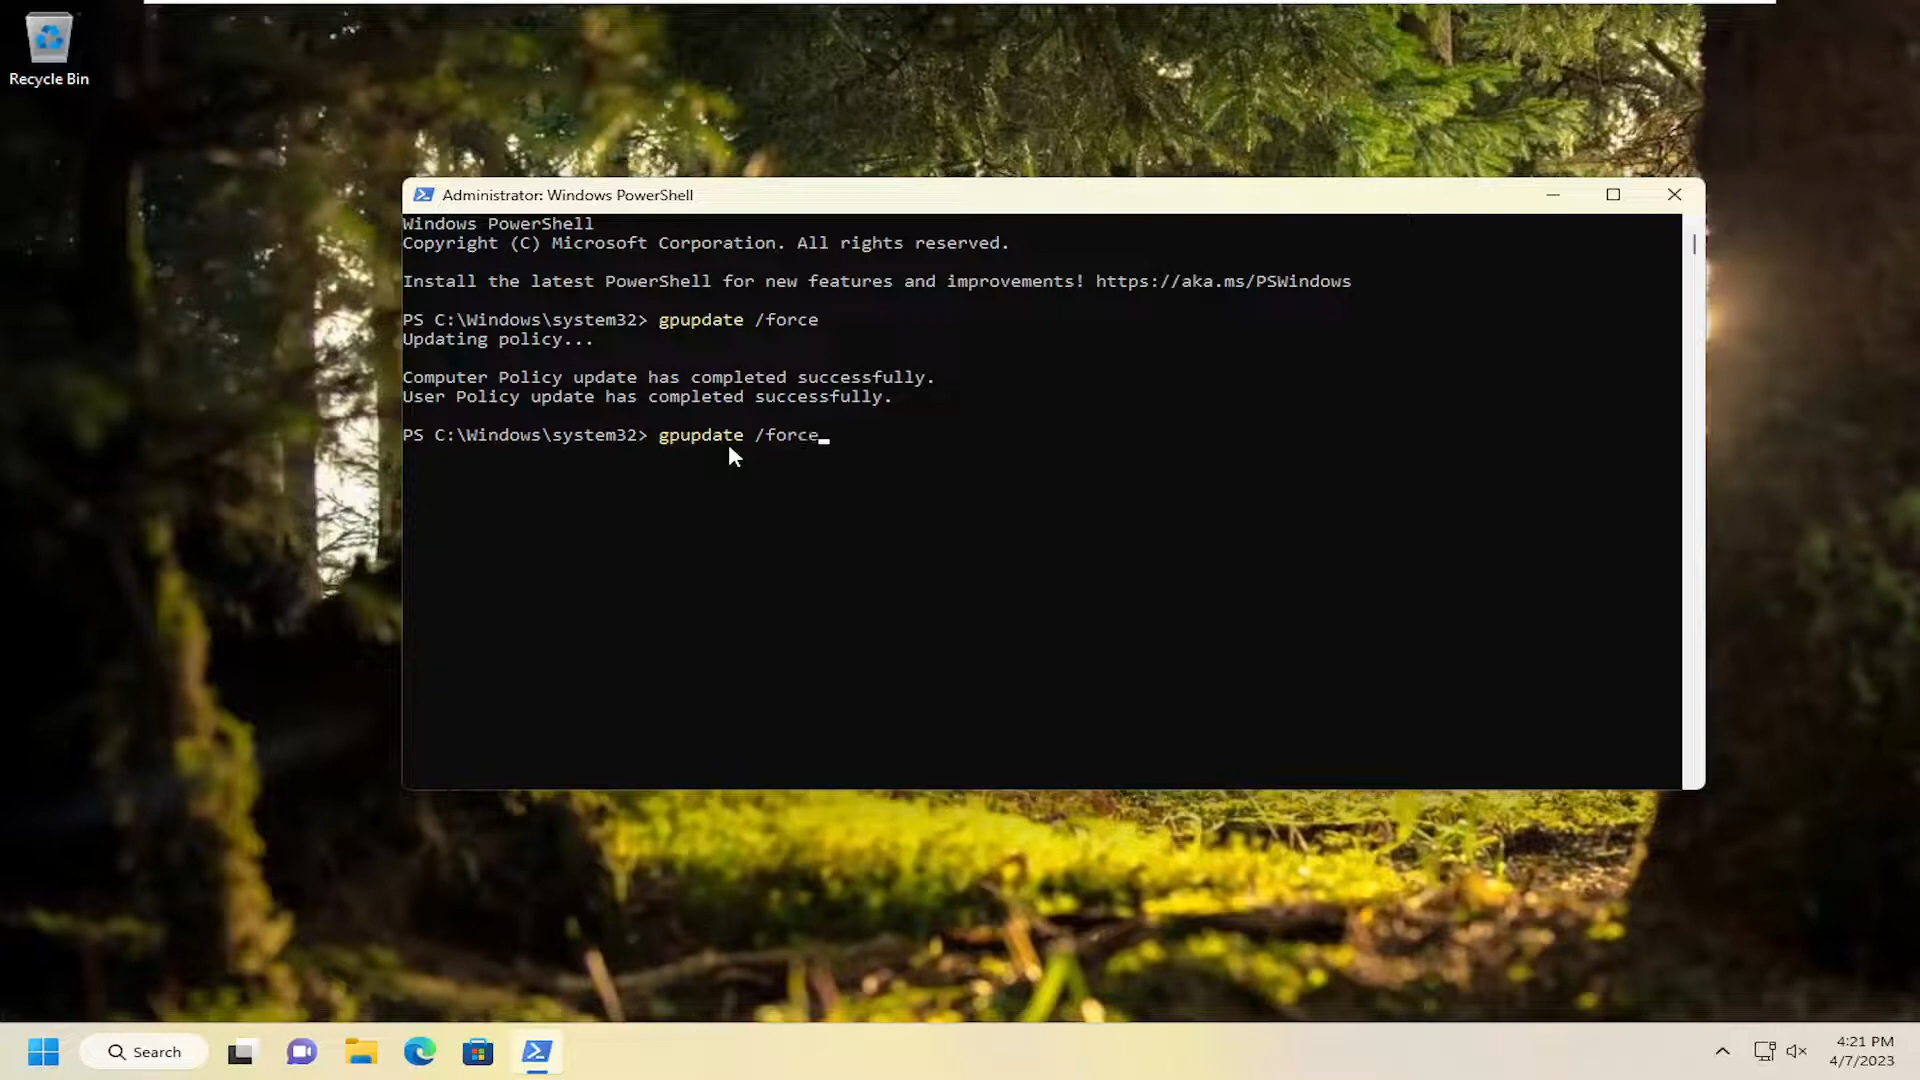 Recycle Bin
Administrator: Windows PowerShell
Windows PowerShell
Copyright (C) Microsoft Corporation. All rights reserved.
Install the latest PowerShell for new features and improvements! https://aka.ms/PSWindows
PS C:\Windows\system32> gpupdate /force
Updating policy...
Computer Policy update has completed successfully.
User Policy update has completed successfully.
PS C:\Windows\system32> gpupdate /force
Search
4:21 PM
4/7/2023